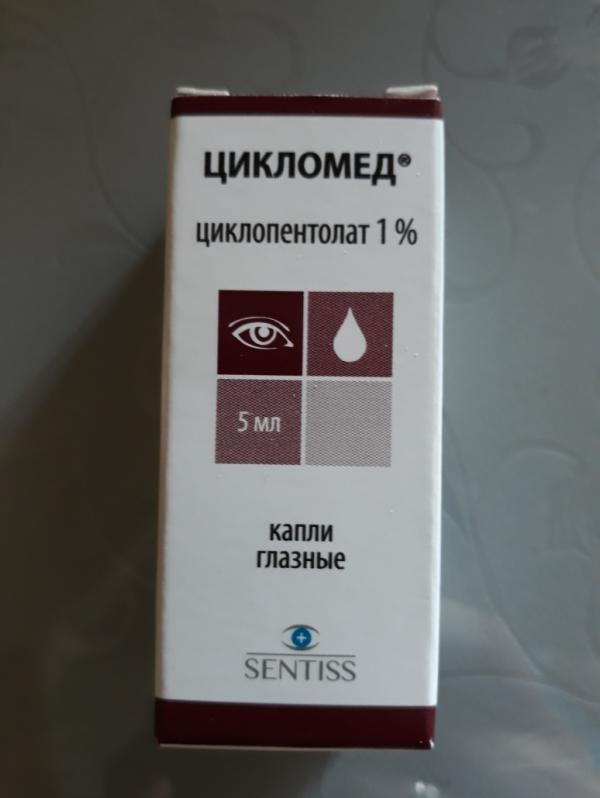 ЦИКЛОМЕД®
циклопентолат 1 %
5 мл
капли
глазные
SENTISS